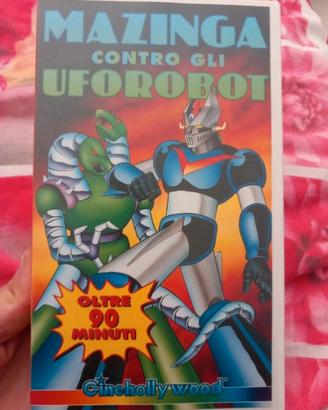 MAZINGA
CONTRO GLI
UFOROBOT
OLTRE
90
MINUTI
Cinehollywood